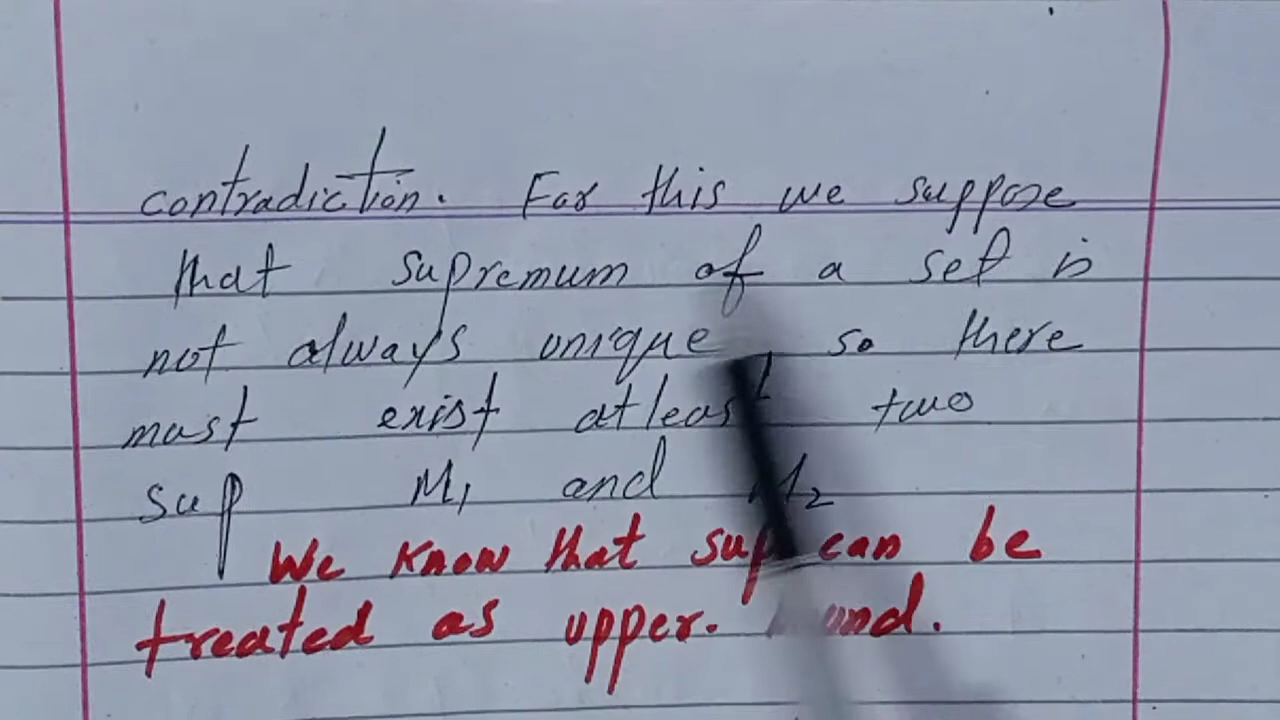 contradiction. For this we suppose
that supremum of a set is
not always unique, so there
must exist atleast two
sup M₁ and M₂
We know that sup can be
treated as upper.